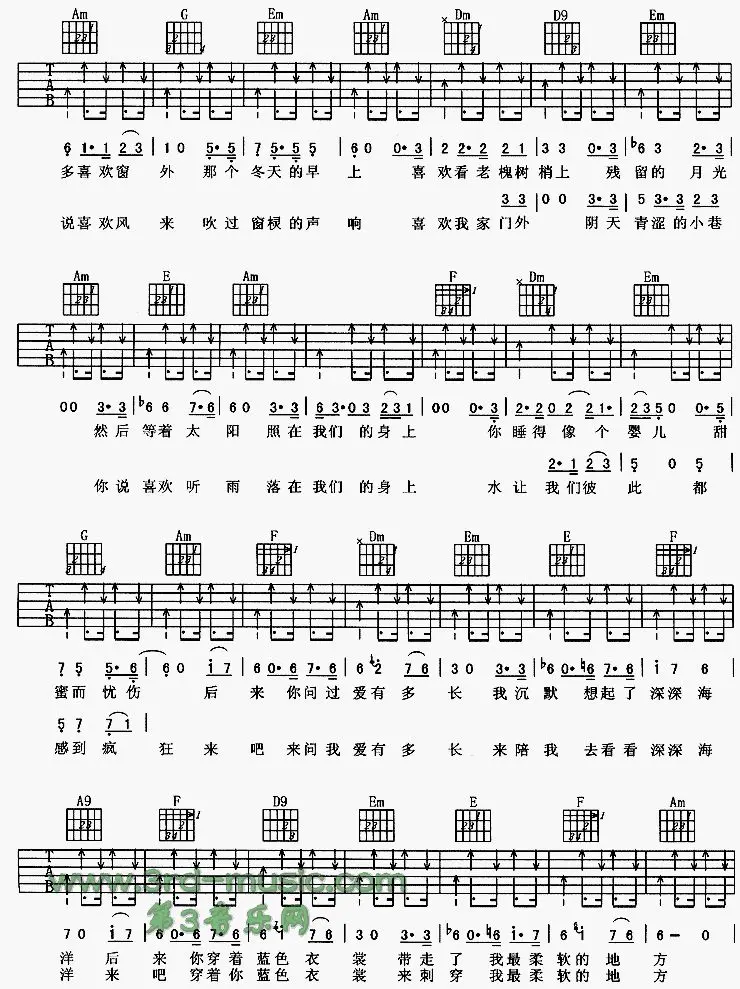 Am G Em Am Dm D9 Em
T A B
6 1·1 2 3 | 1 0 5·5 | 7 5·5 5 | 6 0 0·3 | 2 2·2 2 1 | 3 3 0·3 | ♭6 3 2·3 |
多喜欢窗 外 那个 冬天的早 上 喜欢看老槐树 梢上 残 留的 月光
3 3 | 0 0 3·3 | 5 3·3 2 3
说喜欢风 来 吹过 窗棂的声 响 喜欢我家门外 阴天 青涩的小巷
Am E Am F Dm Em
T A B
0 0 3·3 | ♭6 6 7·6 | 6 0 3·3 | 6 3·0 3 2 3 1 | 0 0 0·3 | 2·2 0 2 2 1· | 2 3 5 0 0·5 |
然后 等着 太 阳 照在 我们 的身上 你 睡得 像 个 婴儿 甜
2·1 2 3 | 5 0 5 |
你说 喜欢 听 雨 落在 我们 的身上 水让 我们彼 此 都
G Am F Dm Em E F
T A B
7 5 5·6 | 6 0 i 7 | 6 0·6 7·6 | 6 2 7 6 | 3 0 3·3 | ♭6 0·♮6 7·6 | i 7 6 |
蜜而 忧伤 后 来 你问过 爱有 多 长 我沉 默 想起了 深深 海
5 7 7 1 |
感到 疯 狂 来 吧 来问我 爱有 多 长 来陪 我 去看看 深深 海
A9 F D9 Em E F Am
T A B
www.3rd-music.com
第3音乐网
7 0 i 7 | 6 0·6 7·6 | 6 i 7 6 | 3 0 3·3 | ♭6 0·♮6 i·7 | 6 i 7 6 | 6 - 0 |
洋 后 来 你穿着 蓝色 衣 裳 带走 了 我最柔 软的 地 方
洋 来 吧 穿着你 蓝色 衣 裳 来刺 穿 我最柔 软的 地 方